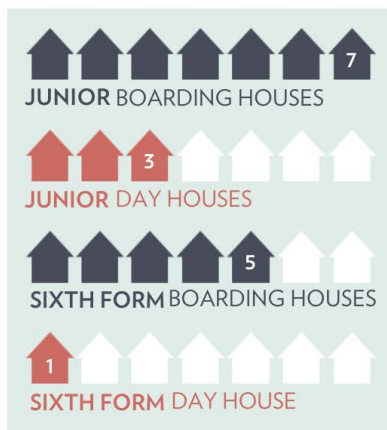 7
JUNIOR BOARDING HOUSES
3
JUNIOR DAY HOUSES
5
SIXTH FORM BOARDING HOUSES
1
SIXTH FORM DAY HOUSE